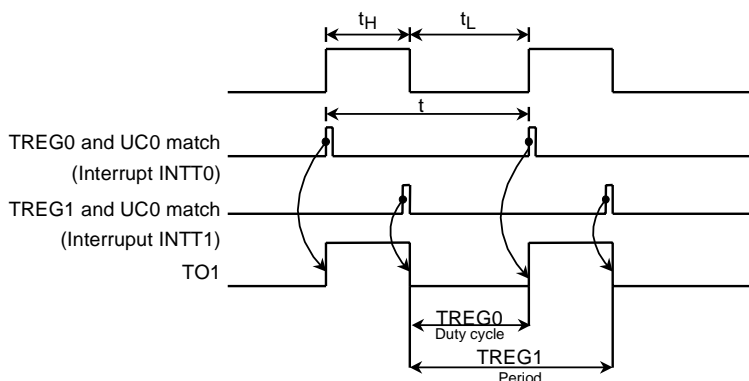 tH
tL
t
TREG0 and UC0 match
(Interrupt INTT0)
TREG1 and UC0 match
(Interruput INTT1)
TO1
TREG0
Duty cycle
TREG1
Period